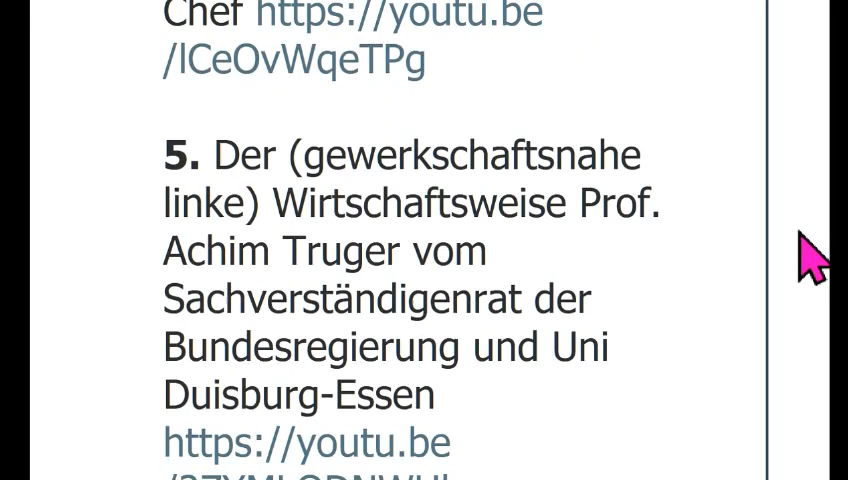 Chef https://youtu.be
/lCeOvWqeTPg
5. Der (gewerkschaftsnahe
linke) Wirtschaftsweise Prof.
Achim Truger vom
Sachverständigenrat der
Bundesregierung und Uni
Duisburg-Essen
https://youtu.be